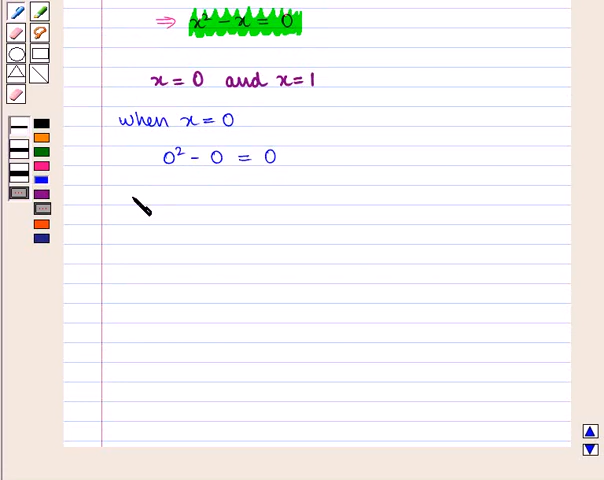 ⇒ x² - x = 0
x = 0 and x = 1
when x = 0
0² - 0 = 0